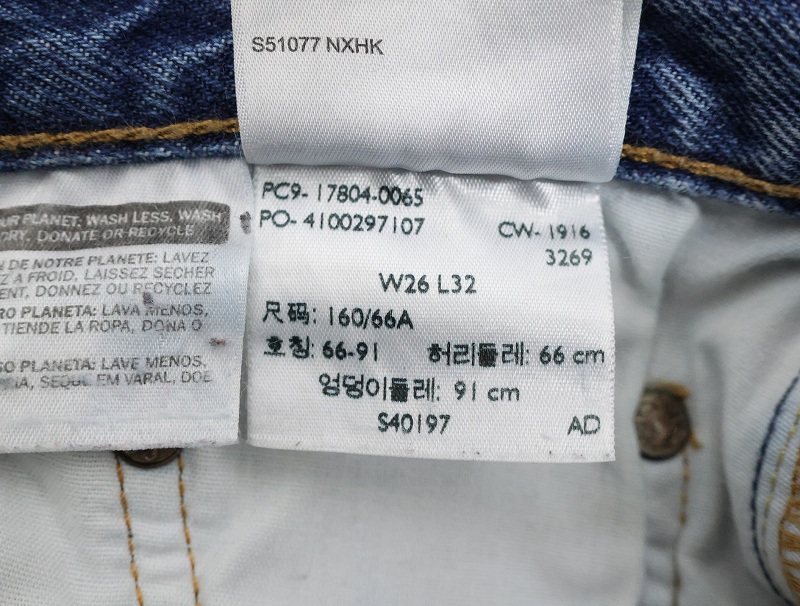 S51077 NXHK
PC9- 17804-0065
PO- 4100297107
CW- 1916
3269
W26 L32
尺码: 160/66A
호칭: 66-91 허리둘레: 66 cm
엉덩이둘레: 91 cm
S40197 AD
UR PLANET, WASH LESS, WASH
DRY, DONATE OR RECYCLE
N DE NOTRE PLANETE: LAVEZ
Z A FROID, LAISSEZ SECHER
ENT, DONNEZ OU RECYCLEZ
RO PLANETA: LAVA MENOS,
TIENDE LA ROPA, DONA O
SO PLANETA: LAVE MENOS,
EM VARAL, DOE